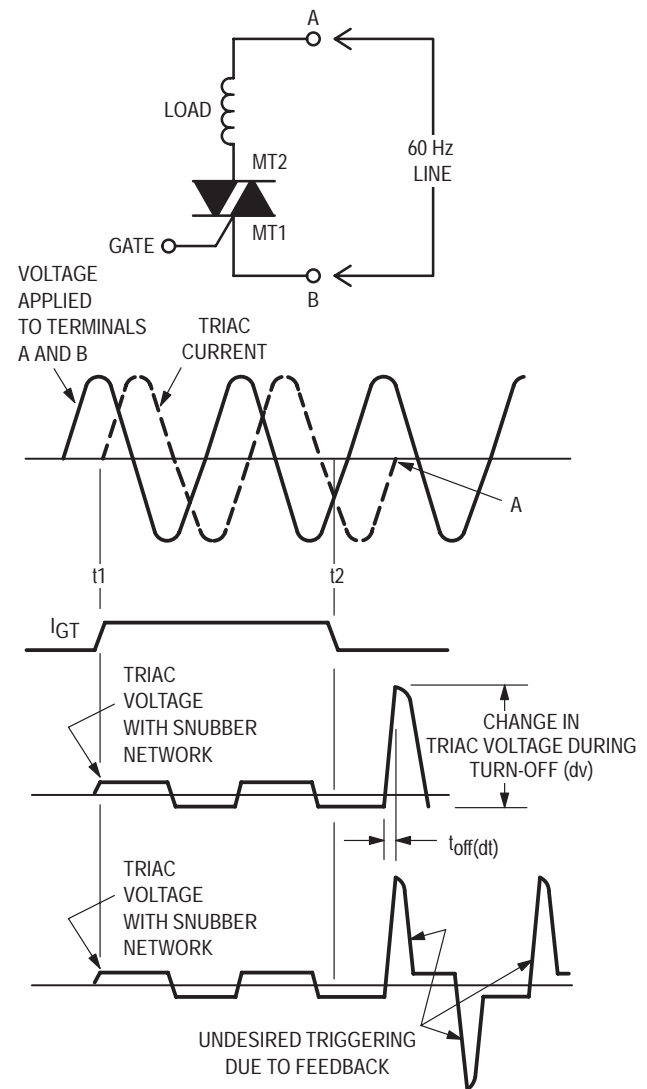 A
LOAD
MT2
60 Hz
LINE
MT1
GATE
B
VOLTAGE
APPLIED
TO TERMINALS
A AND B
TRIAC
CURRENT
A
t1
t2
IGT
TRIAC
VOLTAGE
WITH SNUBBER
NETWORK
CHANGE IN
TRIAC VOLTAGE DURING
TURN-OFF (dv)
toff(dt)
TRIAC
VOLTAGE
WITH SNUBBER
NETWORK
UNDESIRED TRIGGERING
DUE TO FEEDBACK